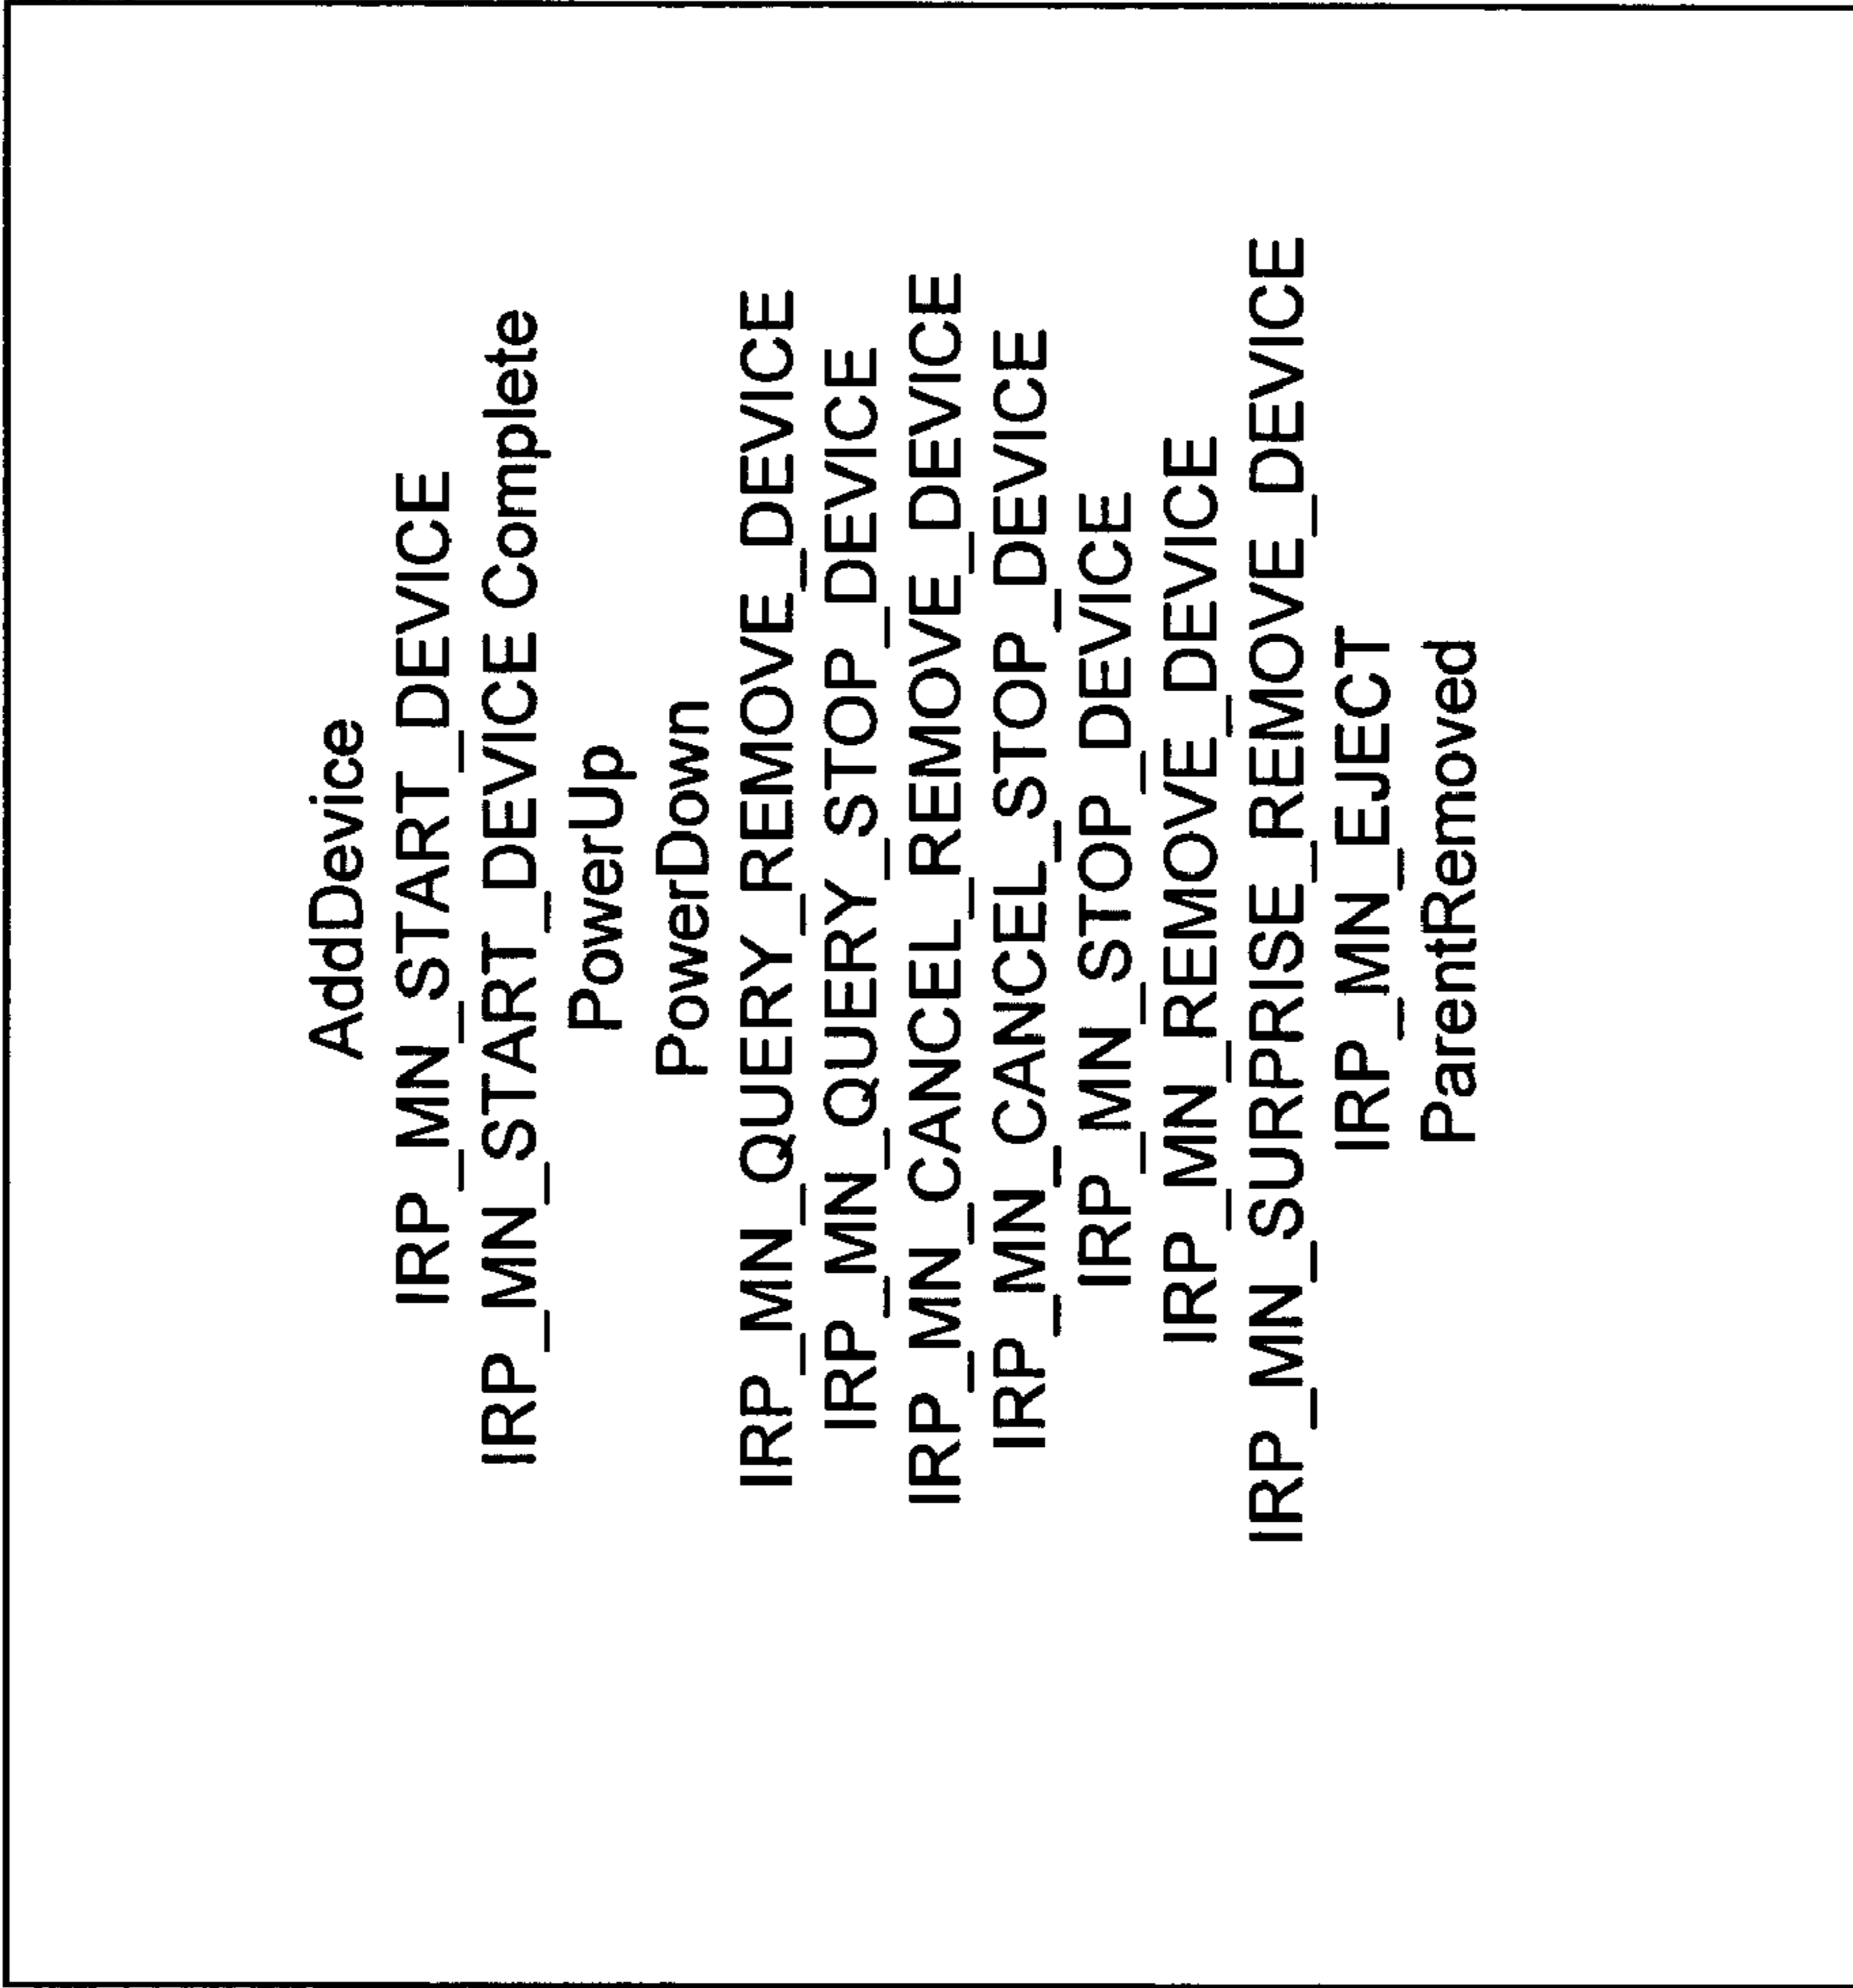 AddDevice
IRP_MN_START_DEVICE
IRP_MN_START_DEVICE Complete
PowerUp
PowerDown
IRP_MN_QUERY_REMOVE_DEVICE
IRP_MN_QUERY_STOP_DEVICE
IRP_MN_CANCEL_REMOVE_DEVICE
IRP_MN_CANCEL_STOP_DEVICE
IRP_MN_STOP_DEVICE
IRP_MN_REMOVE_DEVICE
IRP_MN_SURPRISE_REMOVE_DEVICE
IRP_MN_EJECT
ParentRemoved